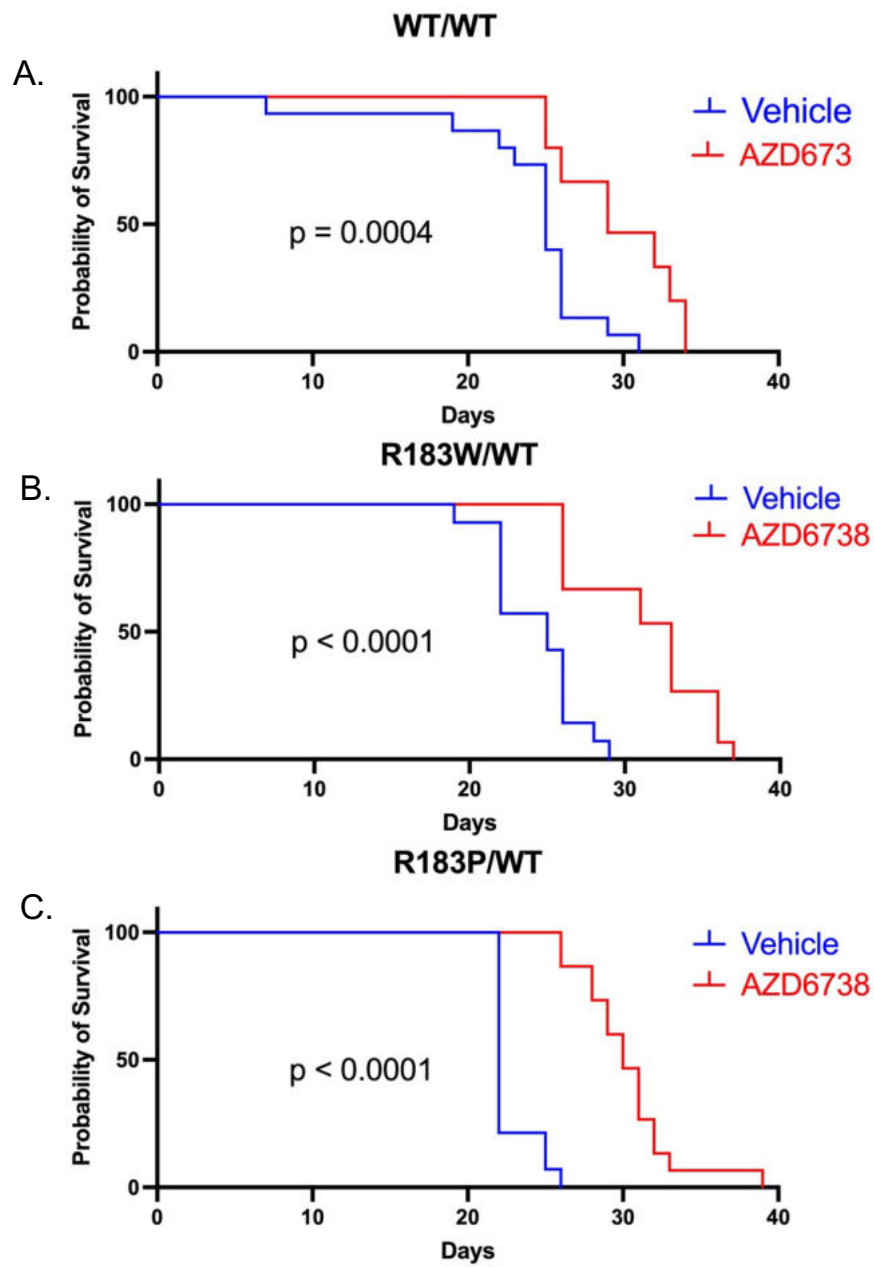 WT/WT
A.
Probability of Survival
100
50
0
p = 0.0004
Vehicle
AZD673
0 10 20 30 40
Days
R183W/WT
B.
Probability of Survival
100
50
0
p < 0.0001
Vehicle
AZD6738
0 10 20 30 40
Days
R183P/WT
C.
Probability of Survival
100
50
0
p < 0.0001
Vehicle
AZD6738
0 10 20 30 40
Days